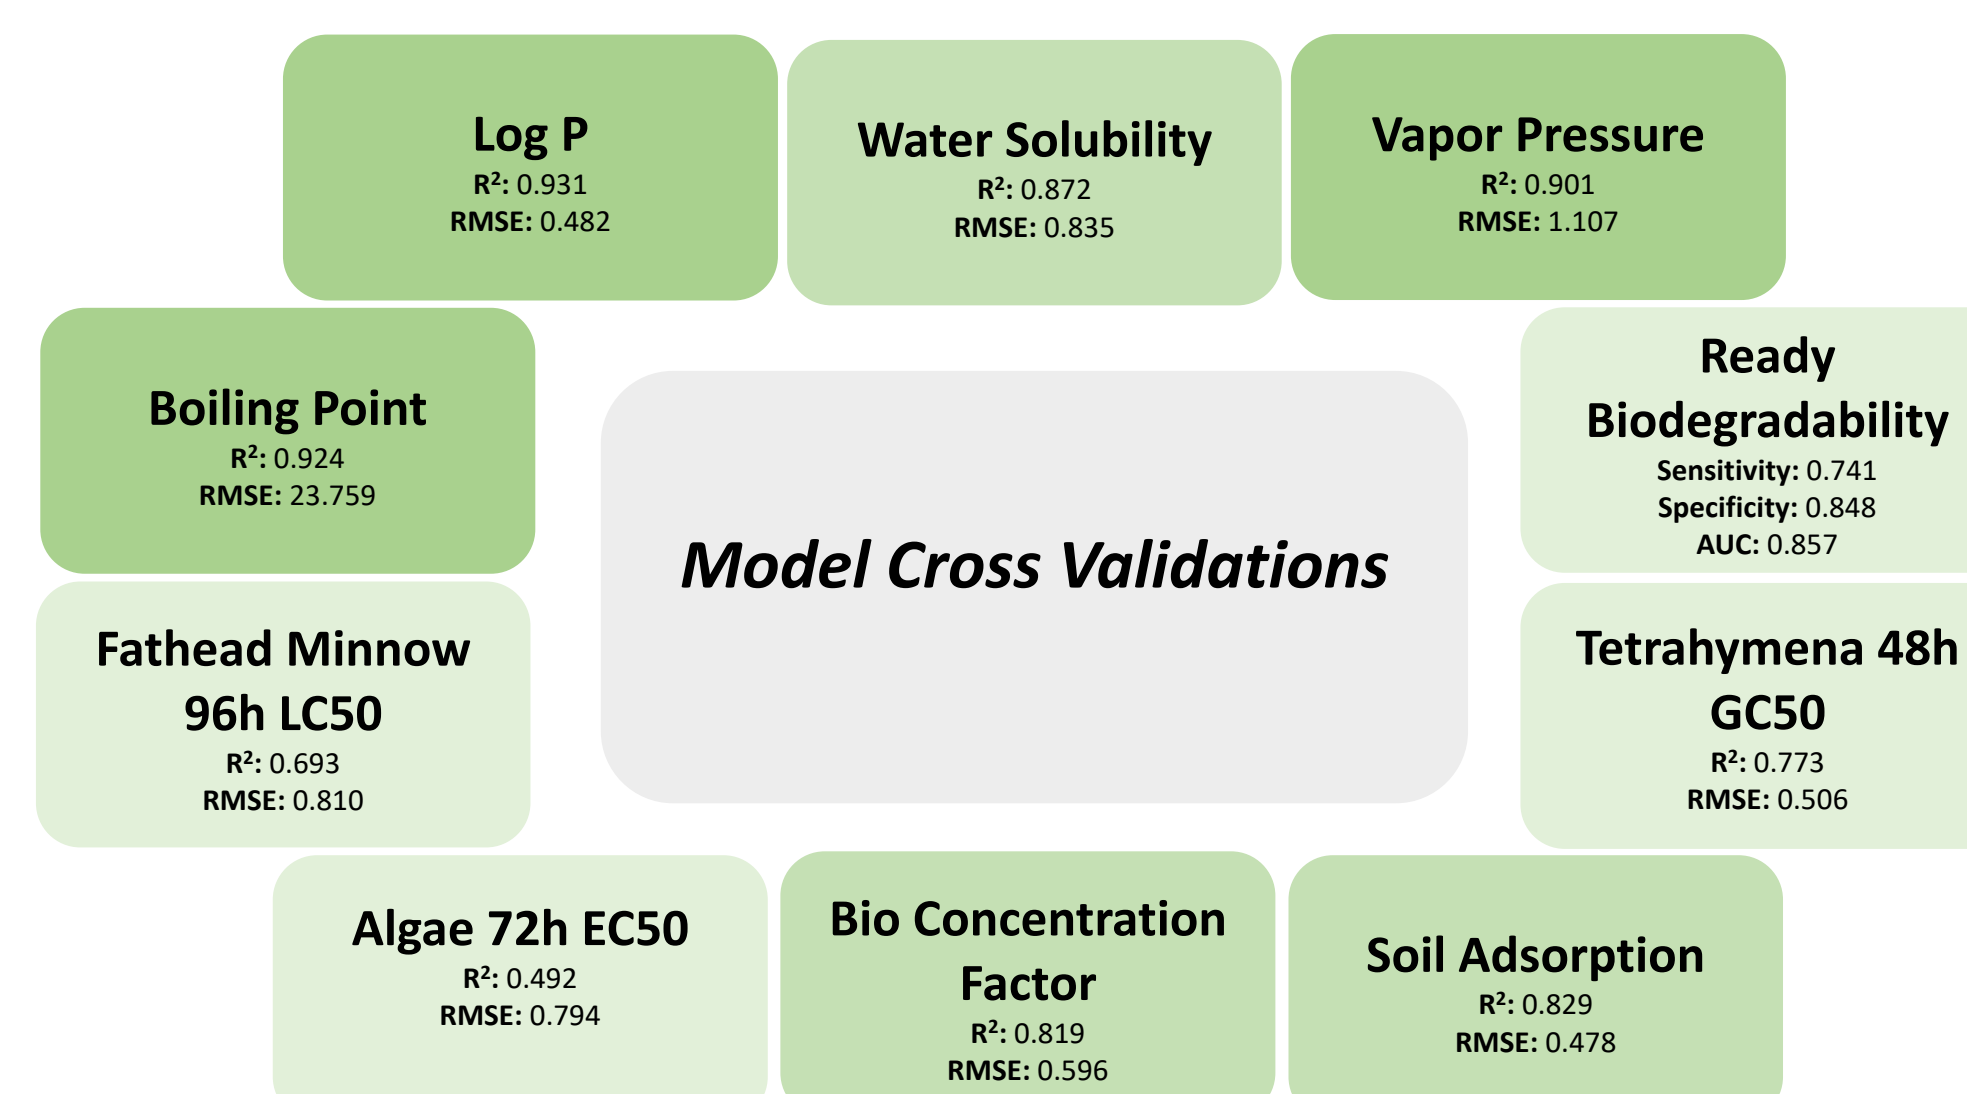 Log P
R²: 0.931
RMSE: 0.482
Water Solubility
R²: 0.872
RMSE: 0.835
Vapor Pressure
R²: 0.901
RMSE: 1.107
Boiling Point
R²: 0.924
RMSE: 23.759
Model Cross Validations
Ready
Biodegradability
Sensitivity: 0.741
Specificity: 0.848
AUC: 0.857
Fathead Minnow
96h LC50
R²: 0.693
RMSE: 0.810
Tetrahymena 48h
GC50
R²: 0.773
RMSE: 0.506
Algae 72h EC50
R²: 0.492
RMSE: 0.794
Bio Concentration
Factor
R²: 0.819
RMSE: 0.596
Soil Adsorption
R²: 0.829
RMSE: 0.478